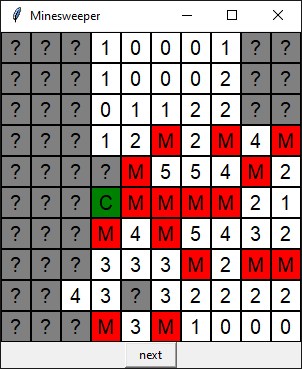 Minesweeper
? ? ? 1 0 0 0 1 ? ?
? ? ? 1 0 0 0 2 ? ?
? ? ? 0 1 1 2 2 ? ?
? ? ? 1 2 M 2 M 4 M
? ? ? ? M 5 5 4 M 2
? ? ? C M M M M 2 1
? ? ? M 4 M 5 4 3 2
? ? ? 3 3 3 M 2 M M
? ? 4 3 ? 3 2 2 2 2
? ? ? M 3 M 1 0 0 0
next